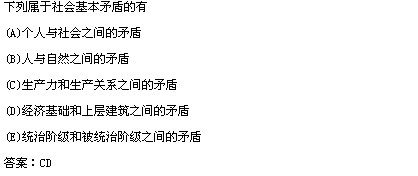 下列属于社会基本矛盾的有
(A)个人与社会之间的矛盾
(B)人与自然之间的矛盾
(C)生产力和生产关系之间的矛盾
(D)经济基础和上层建筑之间的矛盾
(E)统治阶级和被统治阶级之间的矛盾
答案：CD